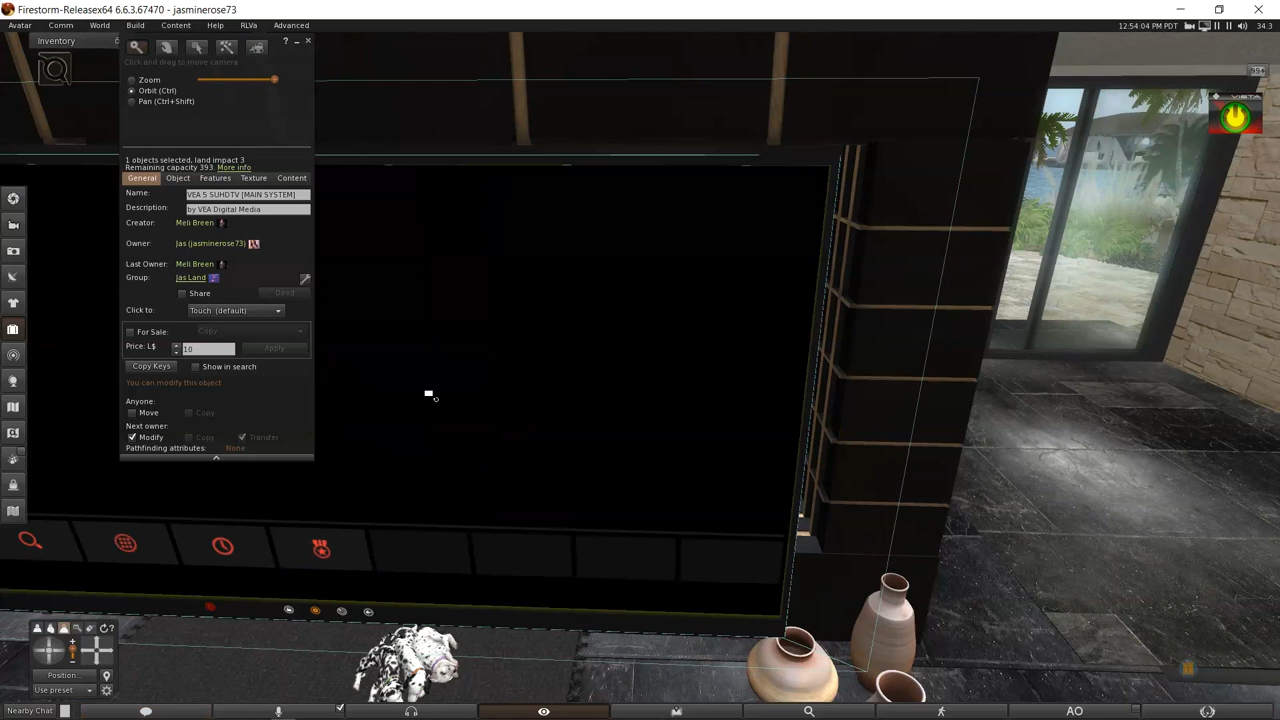 Firestorm-Releasex64 6.6.3.67470 - jasminerose73
Avatar Comm World Build Content Help RLVa Advanced
12:54:04 PM PDT
34.3
Inventory
Click and drag to move camera
Zoom
Orbit (Ctrl)
Pan (Ctrl+Shift)
99+
1 objects selected, land impact 3
Remaining capacity 393. More info
General Object Features Texture Content
Name: VEA 5 SUHDTV [MAIN SYSTEM]
Description: by VEA Digital Media
Creator: Meli Breen
Owner: Jas (jasminerose73)
Last Owner: Meli Breen
Group: Jas Land
Share Deed
Click to: Touch (default)
For Sale: Copy
Price: L$ 10 Apply
Copy Keys Show in search
You can modify this object
Anyone:
Move Copy
Next owner:
Modify Copy Transfer
Pathfinding attributes: None
Position...
Use preset
Nearby Chat
AO